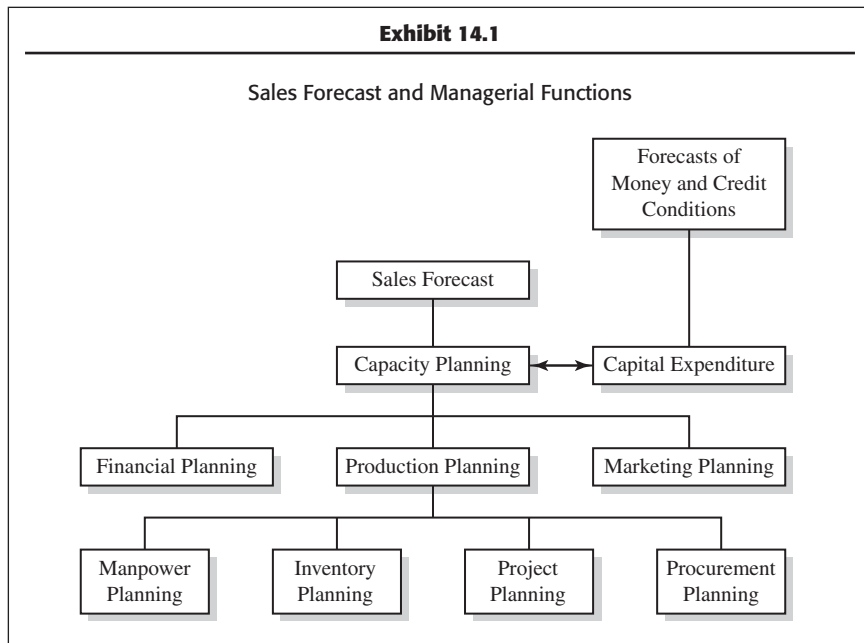 Exhibit 14.1
Sales Forecast and Managerial Functions
Forecasts of
Money and Credit
Conditions
Sales Forecast
Capacity Planning
Capital Expenditure
Financial Planning
Production Planning
Marketing Planning
Manpower
Planning
Inventory
Planning
Project
Planning
Procurement
Planning